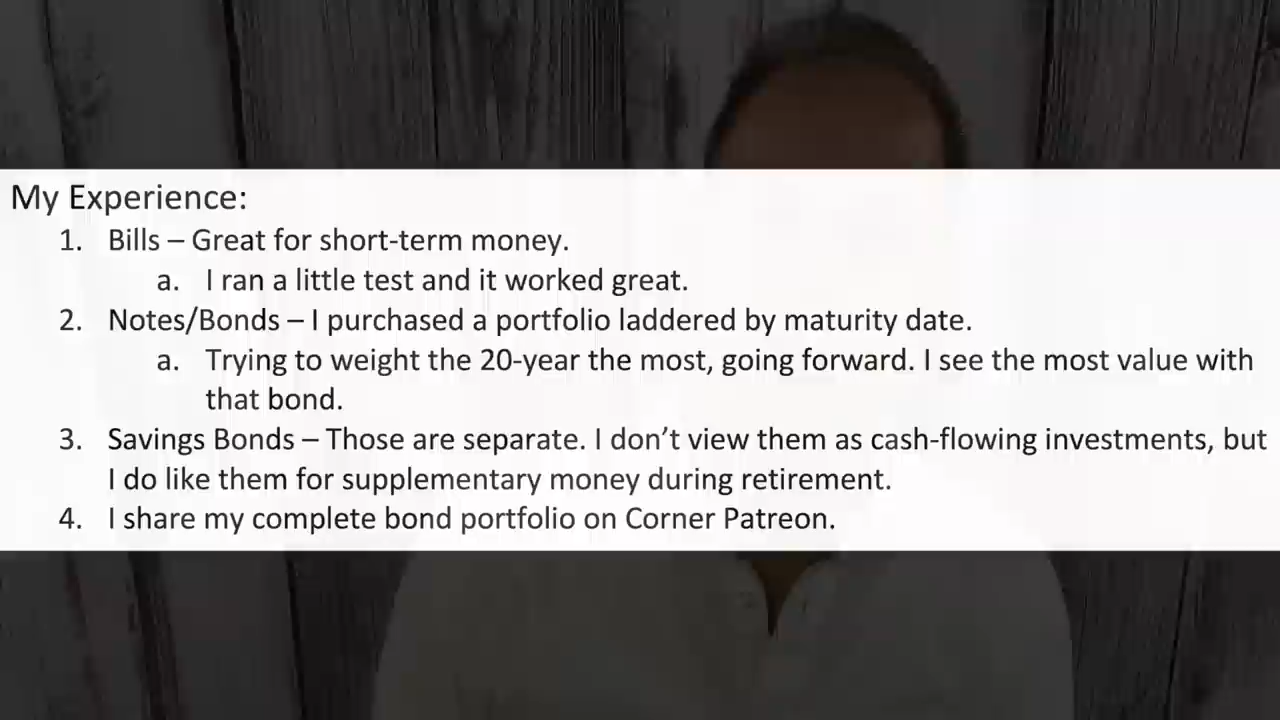 My Experience:
1. Bills – Great for short-term money.
a. I ran a little test and it worked great.
2. Notes/Bonds – I purchased a portfolio laddered by maturity date.
a. Trying to weight the 20-year the most, going forward. I see the most value with
that bond.
3. Savings Bonds – Those are separate. I don’t view them as cash-flowing investments, but
I do like them for supplementary money during retirement.
4. I share my complete bond portfolio on Corner Patreon.